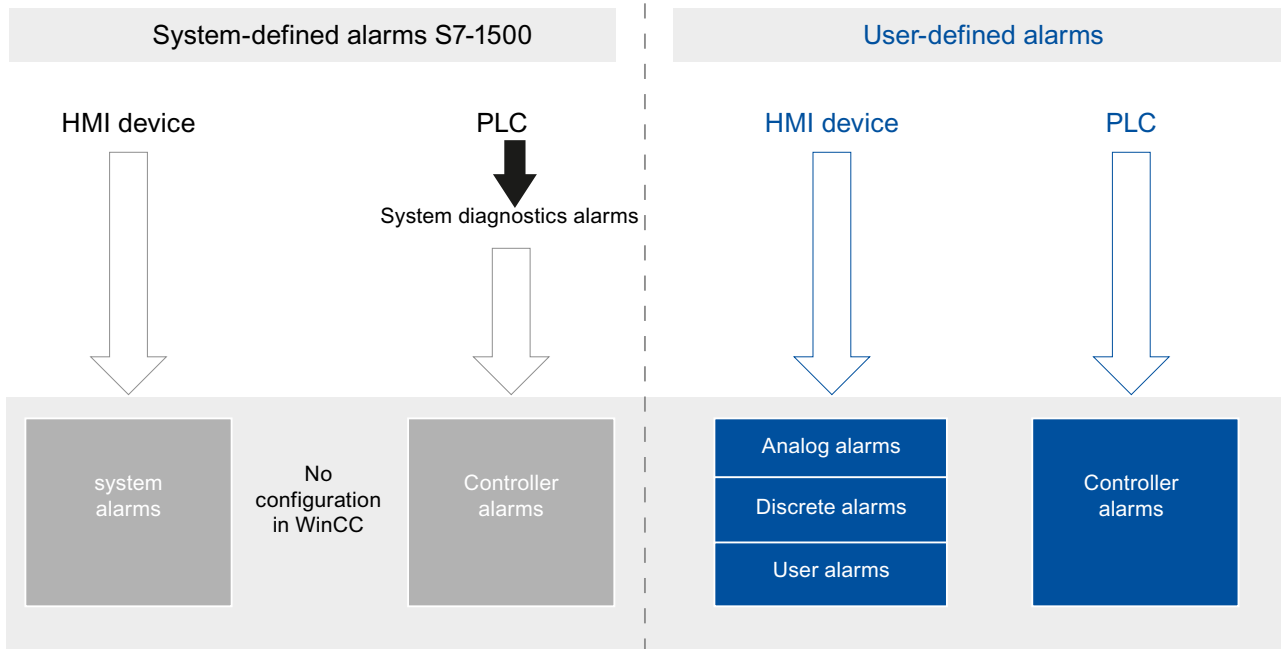 System-defined alarms S7-1500
User-defined alarms
HMI device
PLC
HMI device
PLC
System diagnostics alarms
system
alarms
No
configuration
in WinCC
Controller
alarms
Analog alarms
Discrete alarms
User alarms
Controller
alarms